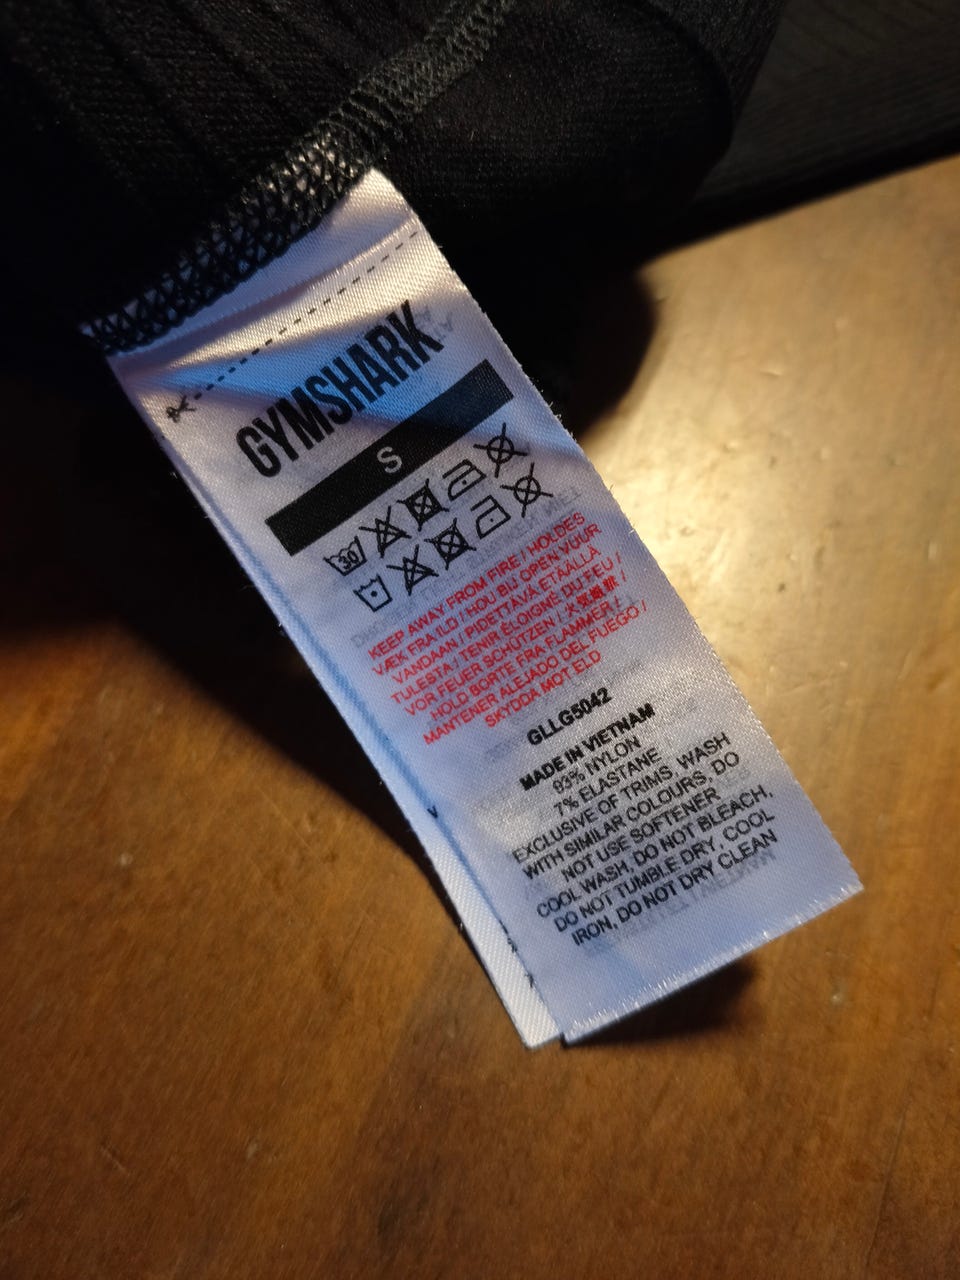 GYMSHARK
S
30
KEEP AWAY FROM FIRE / HOLDES
VÆK FRA ILD / HOU BIJ OPEN VUUR
VANDAAN / PIDETTÄVÄ ETÄÄLLÄ
TULESTA / TENIR ÉLOIGNÉ DU FEU /
VOR FEUER SCHÜTZEN / 火気厳禁 /
HOLD BORTE FRA FLAMMER /
MANTENER ALEJADO DEL FUEGO /
SKYDDA MOT ELD
GLLG5042
MADE IN VIETNAM
93% NYLON
7% ELASTANE
EXCLUSIVE OF TRIMS, WASH
WITH SIMILAR COLOURS, DO
NOT USE SOFTENER
COOL WASH, DO NOT BLEACH,
DO NOT TUMBLE DRY, COOL
IRON, DO NOT DRY CLEAN